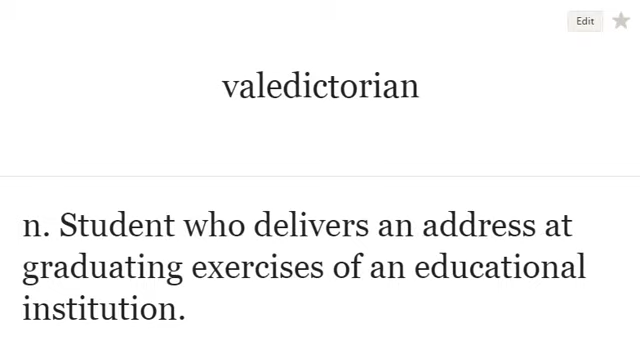 Edit
valedictorian
n. Student who delivers an address at
graduating exercises of an educational
institution.